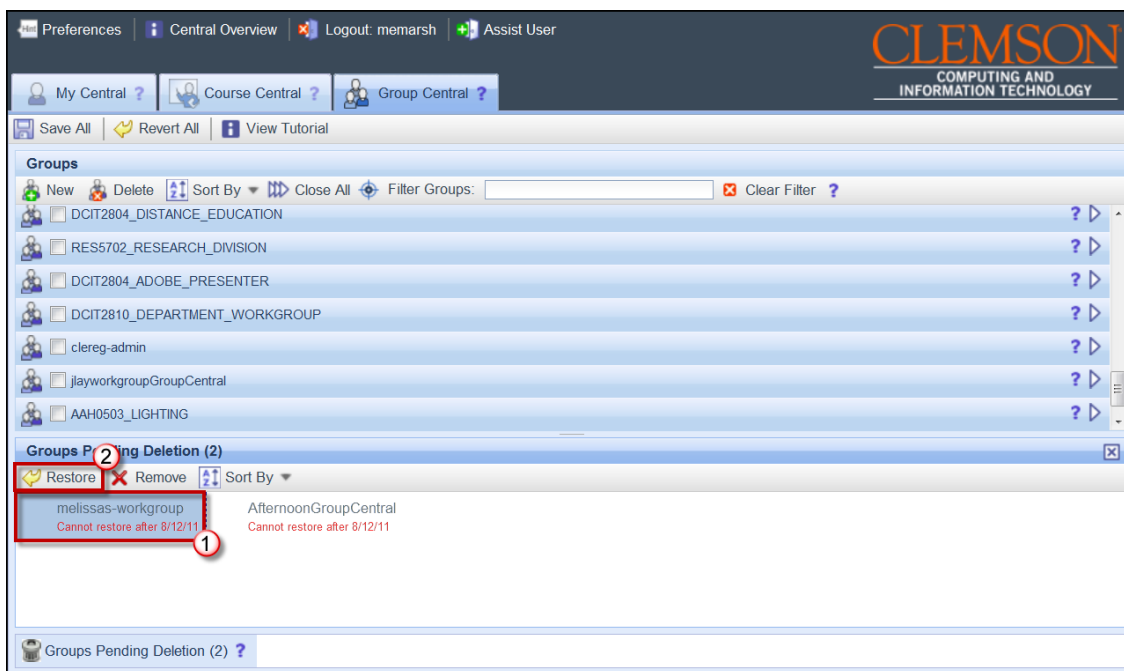 Hint Preferences Central Overview Logout: memarsh Assist User
CLEMSON
COMPUTING AND
INFORMATION TECHNOLOGY
My Central ? Course Central ? Group Central ?
Save All Revert All View Tutorial
Groups
New Delete Sort By Close All Filter Groups: Clear Filter ?
DCIT2804_DISTANCE_EDUCATION ?
RES5702_RESEARCH_DIVISION ?
DCIT2804_ADOBE_PRESENTER ?
DCIT2810_DEPARTMENT_WORKGROUP ?
clereg-admin ?
jlayworkgroupGroupCentral ?
AAH0503_LIGHTING ?
Groups P ing Deletion (2)
2
Restore Remove Sort By
melissas-workgroup AfternoonGroupCentral
Cannot restore after 8/12/11 Cannot restore after 8/12/11
1
Groups Pending Deletion (2) ?